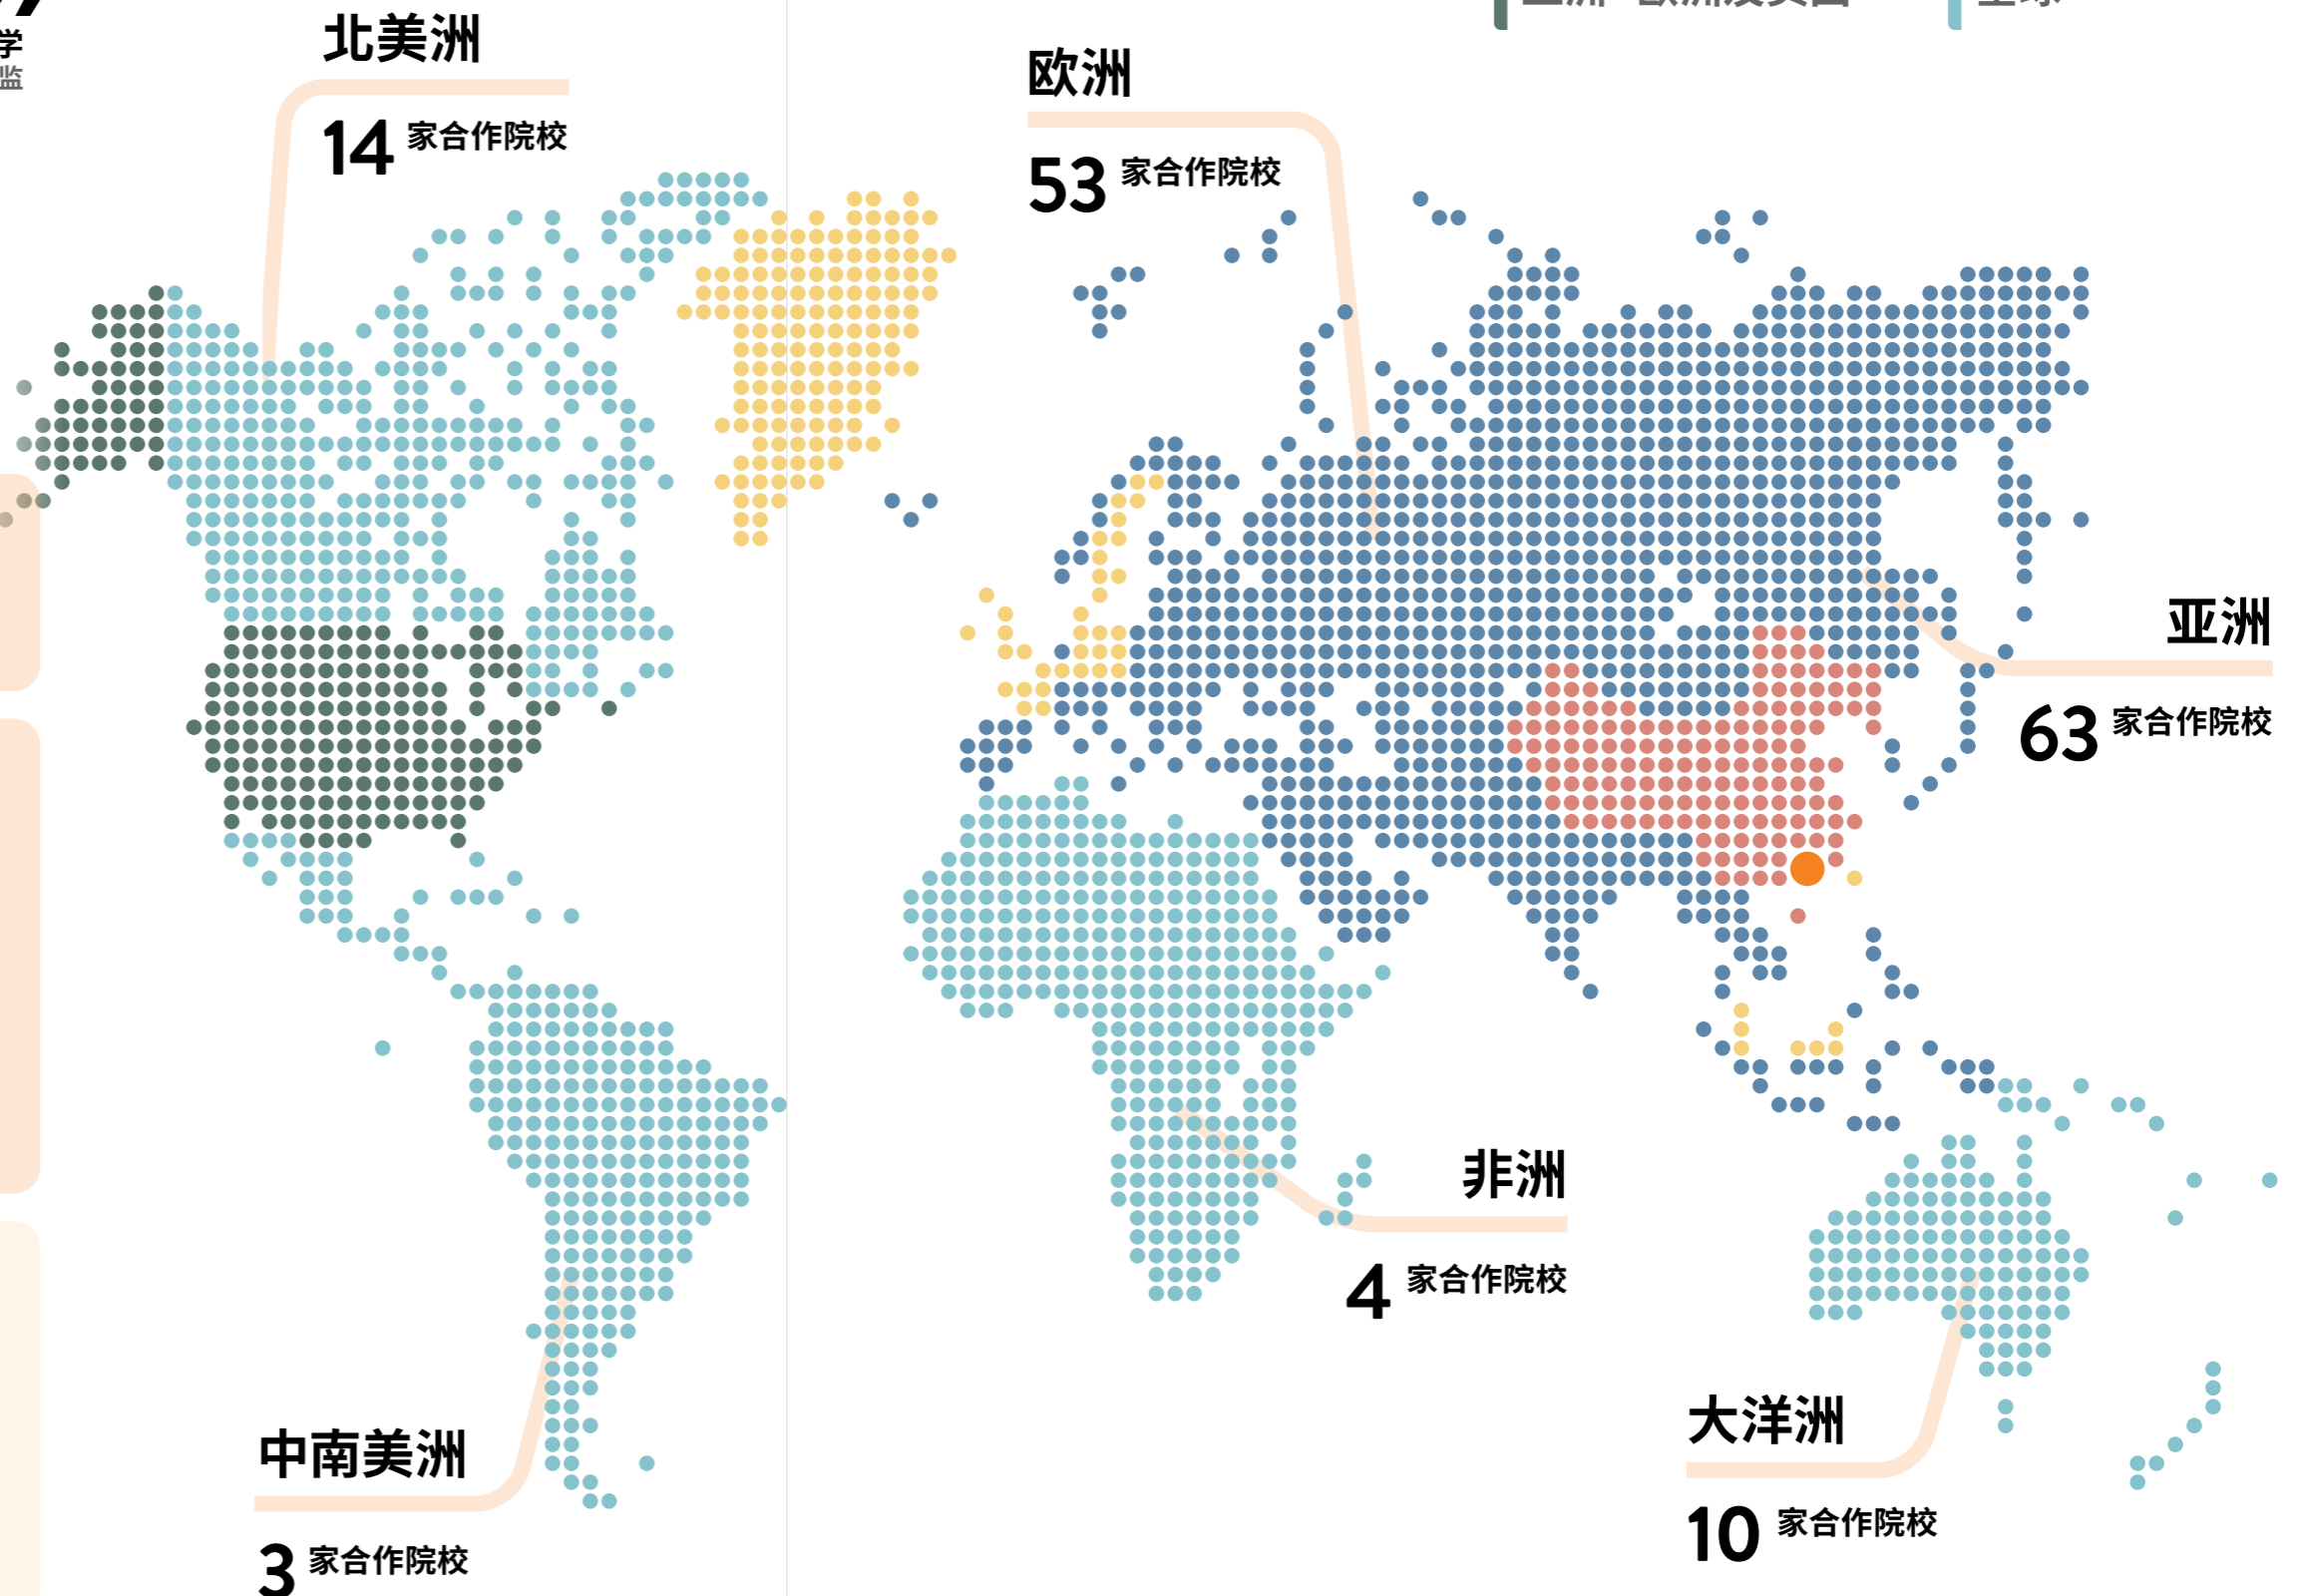 学
监
北美洲
14 家合作院校
欧洲
53 家合作院校
亚洲
63 家合作院校
非洲
4 家合作院校
中南美洲
3 家合作院校
大洋洲
10 家合作院校